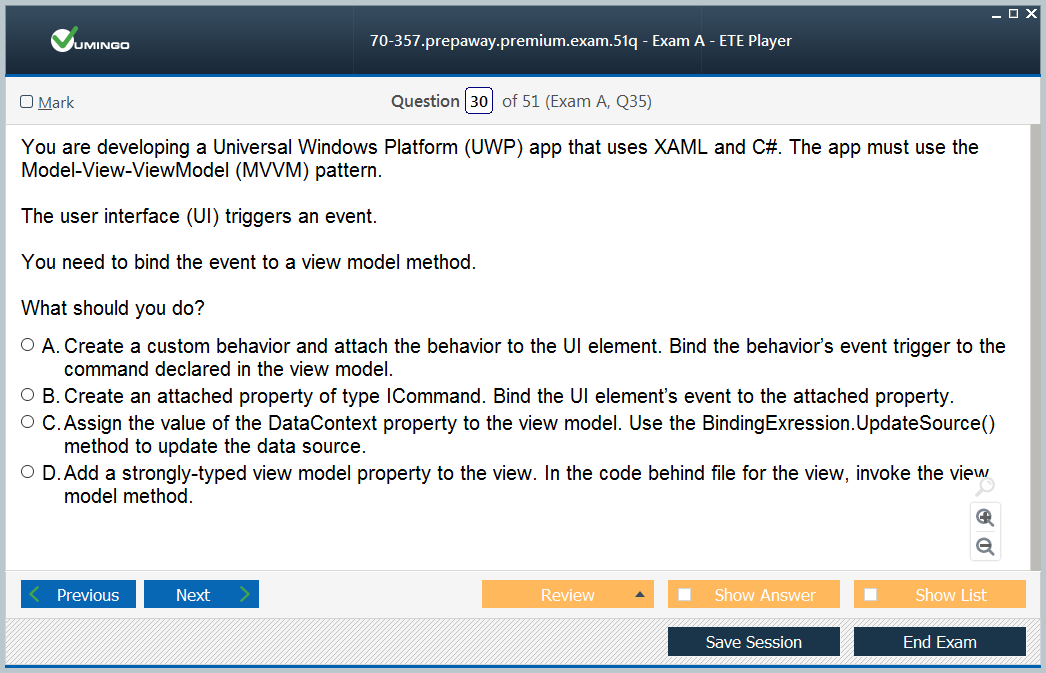 VUMINGO
70-357.prepaway.premium.exam.51q - Exam A - ETE Player
Mark
Question 30 of 51 (Exam A, Q35)
You are developing a Universal Windows Platform (UWP) app that uses XAML and C#. The app must use the
Model-View-ViewModel (MVVM) pattern.
The user interface (UI) triggers an event.
You need to bind the event to a view model method.
What should you do?
A. Create a custom behavior and attach the behavior to the UI element. Bind the behavior's event trigger to the
command declared in the view model.
B. Create an attached property of type ICommand. Bind the UI element's event to the attached property.
C. Assign the value of the DataContext property to the view model. Use the BindingExression.UpdateSource()
method to update the data source.
D. Add a strongly-typed view model property to the view. In the code behind file for the view, invoke the view
model method.
Previous
Next
Review
Show Answer
Show List
Save Session
End Exam